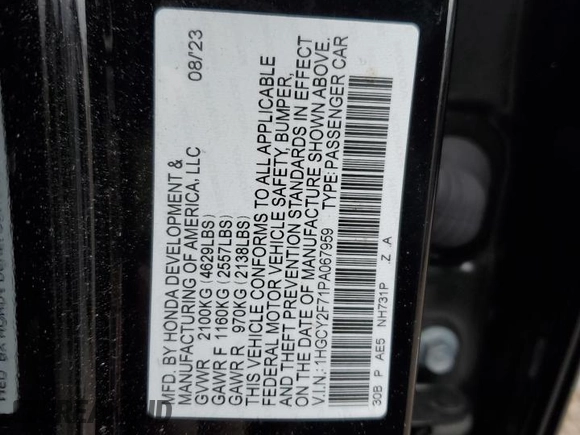 08/23
MFD. BY HONDA DEVELOPMENT &
MANUFACTURING OF AMERICA, LLC
GVWR 2100KG (4629LBS)
GAWR F 1160KG (2557LBS)
GAWR R 970KG (2138LBS)
THIS VEHICLE CONFORMS TO ALL APPLICABLE
FEDERAL MOTOR VEHICLE SAFETY, BUMPER,
AND THEFT PREVENTION STANDARDS IN EFFECT
ON THE DATE OF MANUFACTURE SHOWN ABOVE.
V.I.N.: 1HGCY2F71PA067959 TYPE: PASSENGER CAR
30B P AE5 NH731P Z A